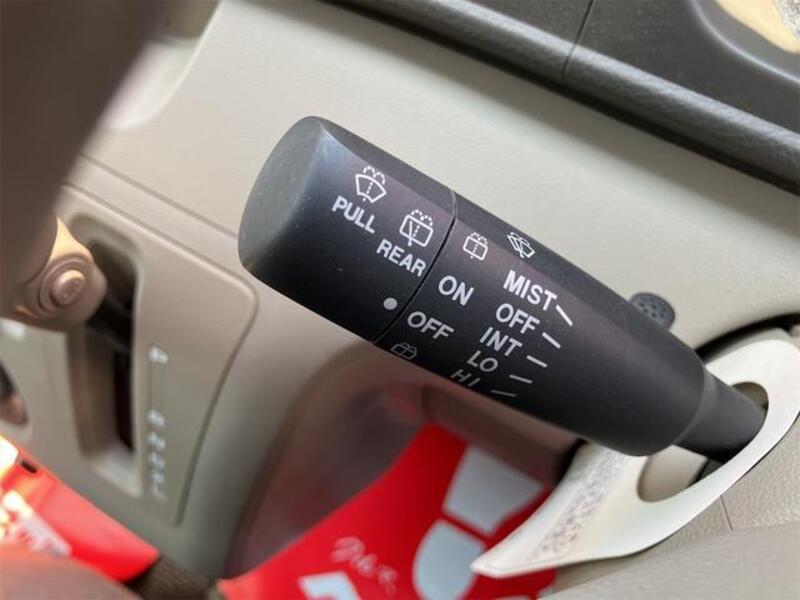 PULL
REAR
ON
OFF
MIST
OFF
INT
LO
HI